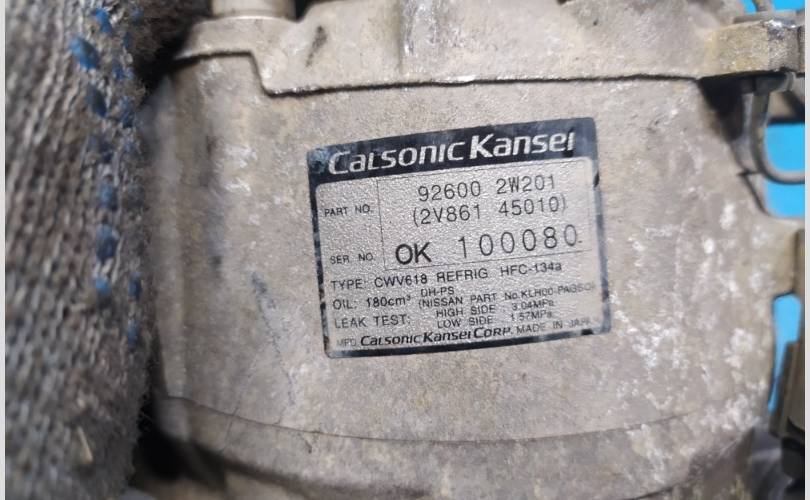 Calsonic Kansei
PART NO. 92600 2W201
(2V861 45010)
SER NO. OK 100080
TYPE: CWV618 REFRIG HFC-134a
OIL: 180cm³ DH-PS
(NISSAN PART No.KLH00-PAGS0)
LEAK TEST: HIGH SIDE 3.04MPa
LOW SIDE 1.57MPa
MFD. Calsonic Kansei CORP. MADE IN JAPAN